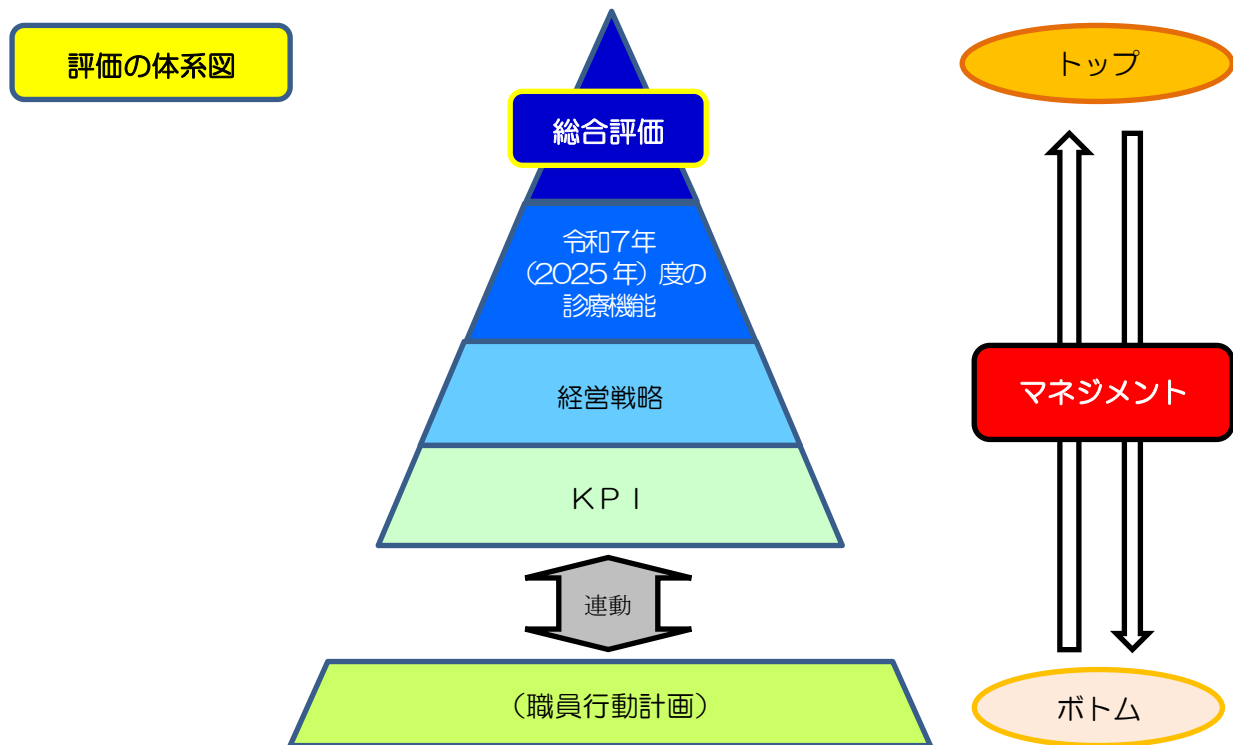 評価の体系図
トップ
総合評価
令和7年
（2025年）度の
診療機能
経営戦略
マネジメント
ＫＰＩ
連動
（職員行動計画）
ボトム